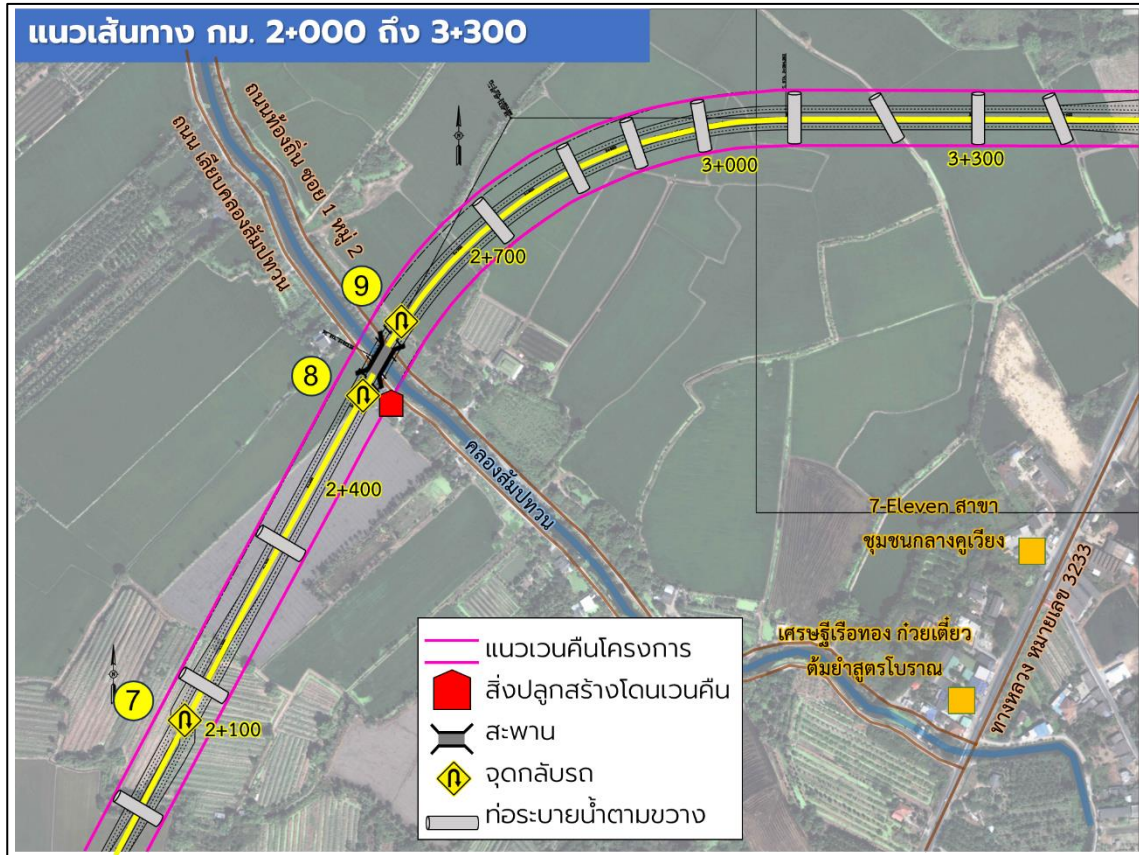 แนวเส้นทาง กม. 2+000 ถึง 3+300
ถนนท้องถิ่น ซอย 1 หมู่ 2
ถนน เลียบคลองสัมปทวน
3+000
3+300
2+700
9
8
2+400
คลองสัมปทวน
7-Eleven สาขา
ชุมชนกลางคูเวียง
ทางหลวง หมายเลข 3233
เศรษฐีเรือทอง ก๋วยเตี๋ยว
ต้มยำสูตรโบราณ
7
2+100
แนวเวนคืนโครงการ
สิ่งปลูกสร้างโดนเวนคืน
สะพาน
จุดกลับรถ
ท่อระบายน้ำตามขวาง